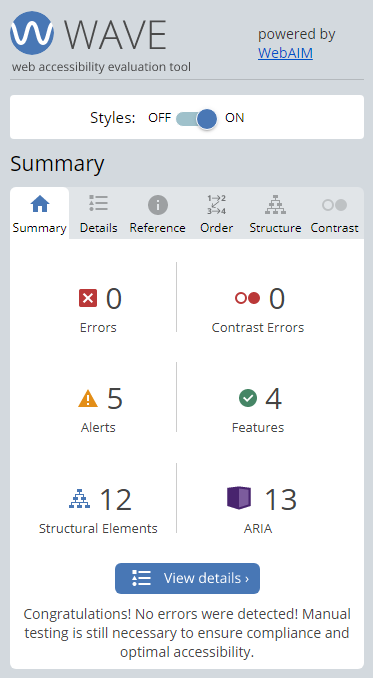 WAVE
powered by
WebAIM
web accessibility evaluation tool
Styles: OFF ON
Summary
Summary Details Reference Order Structure Contrast
0 0
Errors Contrast Errors
5 4
Alerts Features
12 13
Structural Elements ARIA
View details ›
Congratulations! No errors were detected! Manual
testing is still necessary to ensure compliance and
optimal accessibility.